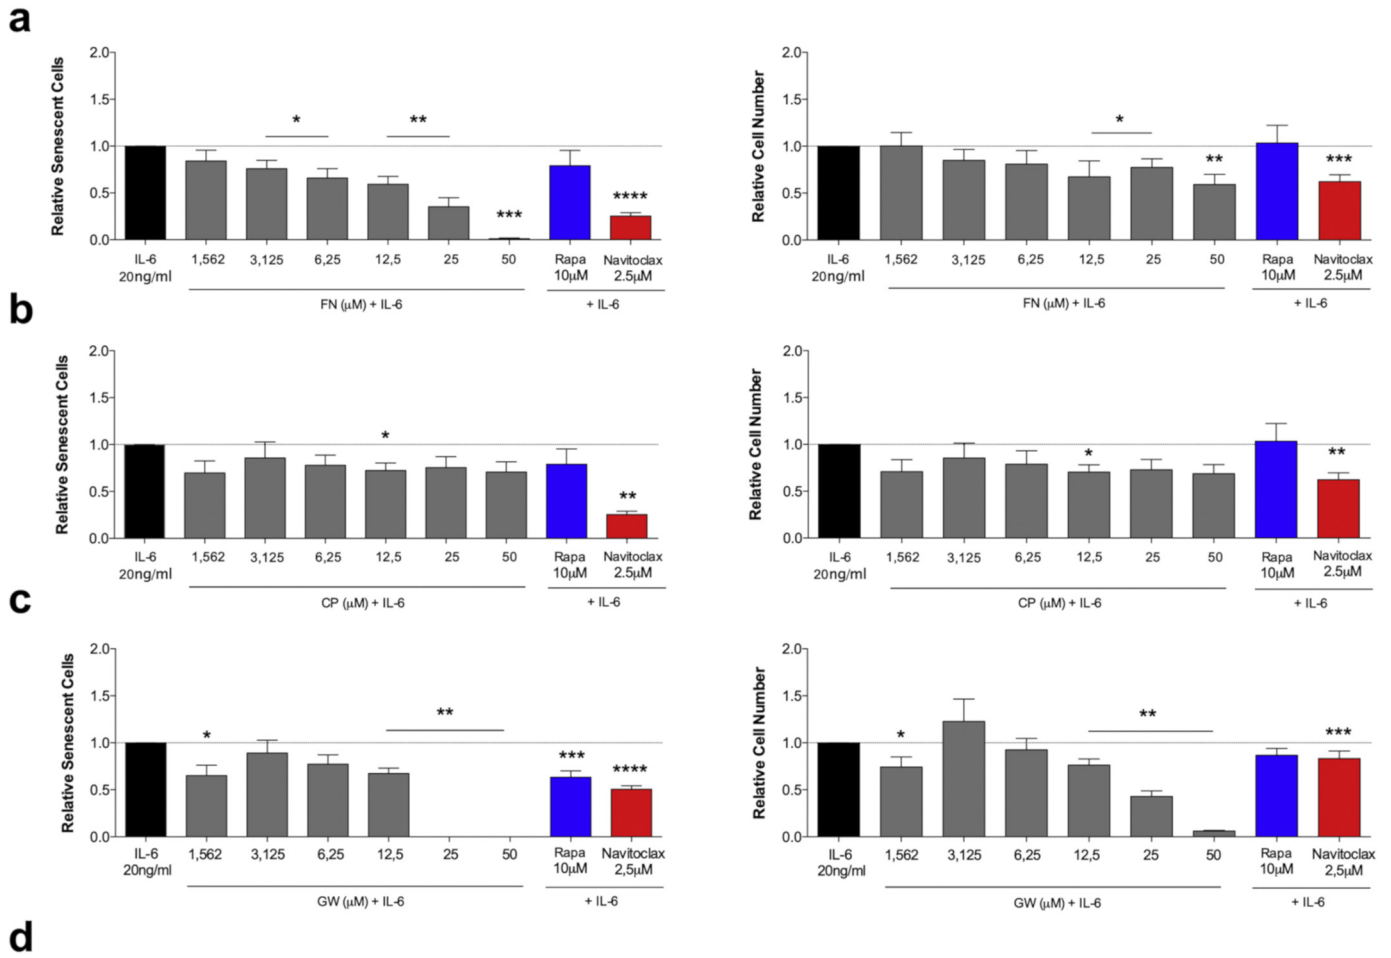 a
Relative Senescent Cells
2.0
1.5
1.0
0.5
0.0
* ** *** ****
IL-6 1,562 3,125 6,25 12,5 25 50 Rapa Navitoclax
20ng/ml 10µM 2.5µM
FN (µM) + IL-6 + IL-6
Relative Cell Number
2.0
1.5
1.0
0.5
0.0
* ** ***
IL-6 1,562 3,125 6,25 12,5 25 50 Rapa Navitoclax
20ng/ml 10µM 2.5µM
FN (µM) + IL-6 + IL-6
b
Relative Senescent Cells
2.0
1.5
1.0
0.5
0.0
* **
IL-6 1,562 3,125 6,25 12,5 25 50 Rapa Navitoclax
20ng/ml 10µM 2.5µM
CP (µM) + IL-6 + IL-6
Relative Cell Number
2.0
1.5
1.0
0.5
0.0
* **
IL-6 1,562 3,125 6,25 12,5 25 50 Rapa Navitoclax
20ng/ml 10µM 2.5µM
CP (µM) + IL-6 + IL-6
c
Relative Senescent Cells
2.0
1.5
1.0
0.5
0.0
* ** *** ****
IL-6 1,562 3,125 6,25 12,5 25 50 Rapa Navitoclax
20ng/ml 10µM 2,5µM
GW (µM) + IL-6 + IL-6
Relative Cell Number
2.0
1.5
1.0
0.5
0.0
* ** ***
IL-6 1,562 3,125 6,25 12,5 25 50 Rapa Navitoclax
20ng/ml 10µM 2,5µM
GW (µM) + IL-6 + IL-6
d